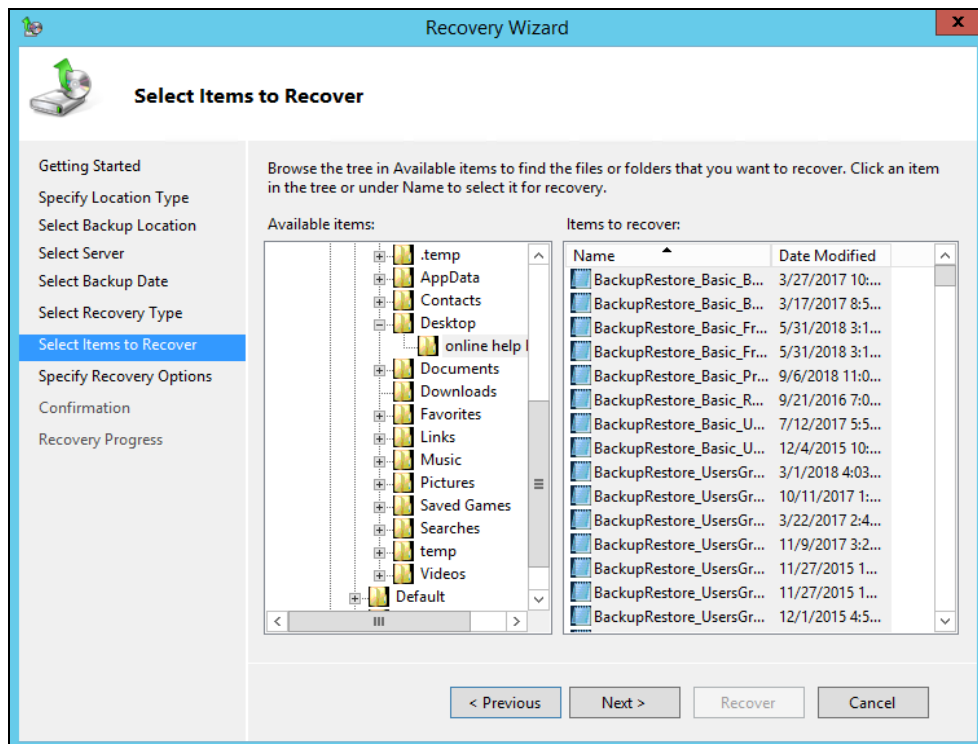 Recovery Wizard
x
Select Items to Recover
Getting Started
Specify Location Type
Select Backup Location
Select Server
Select Backup Date
Select Recovery Type
Select Items to Recover
Specify Recovery Options
Confirmation
Recovery Progress
Browse the tree in Available items to find the files or folders that you want to recover. Click an item
in the tree or under Name to select it for recovery.
Available items:
.temp
AppData
Contacts
Desktop
online help
Documents
Downloads
Favorites
Links
Music
Pictures
Saved Games
Searches
temp
Videos
Default
Items to recover:
Name Date Modified
BackupRestore_Basic_B... 3/27/2017 10:...
BackupRestore_Basic_B... 3/17/2017 8:5...
BackupRestore_Basic_Fr... 5/31/2018 3:1...
BackupRestore_Basic_Fr... 5/31/2018 3:1...
BackupRestore_Basic_Pr... 9/6/2018 11:0...
BackupRestore_Basic_R... 9/21/2016 7:0...
BackupRestore_Basic_U... 7/12/2017 5:5...
BackupRestore_Basic_U... 12/4/2015 10:...
BackupRestore_UsersGr... 3/1/2018 4:03...
BackupRestore_UsersGr... 10/11/2017 1:...
BackupRestore_UsersGr... 3/22/2017 2:4...
BackupRestore_UsersGr... 11/9/2017 3:2...
BackupRestore_UsersGr... 11/27/2015 1...
BackupRestore_UsersGr... 11/27/2015 1...
BackupRestore_UsersGr... 12/1/2015 4:5...
< Previous
Next >
Recover
Cancel